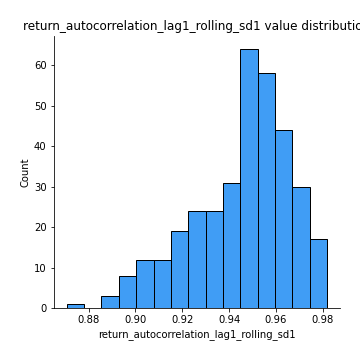 return_autocorrelation_lag1_rolling_sd1 value distributio
60
50
40
30
20
10
0
Count
0.88 0.90 0.92 0.94 0.96 0.98
return_autocorrelation_lag1_rolling_sd1